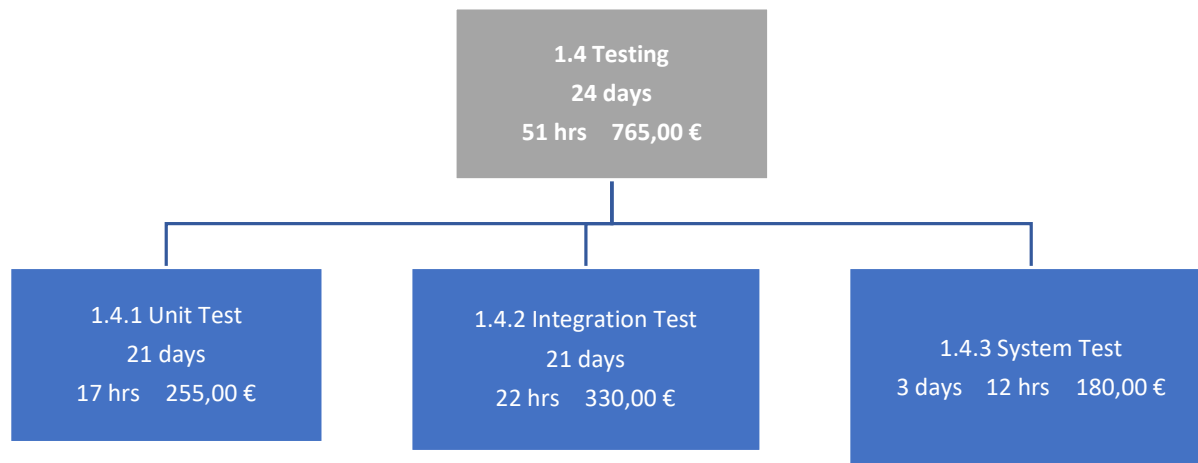 1.4 Testing
24 days
51 hrs 765,00 €
1.4.1 Unit Test
21 days
17 hrs 255,00 €
1.4.2 Integration Test
21 days
22 hrs 330,00 €
1.4.3 System Test
3 days 12 hrs 180,00 €